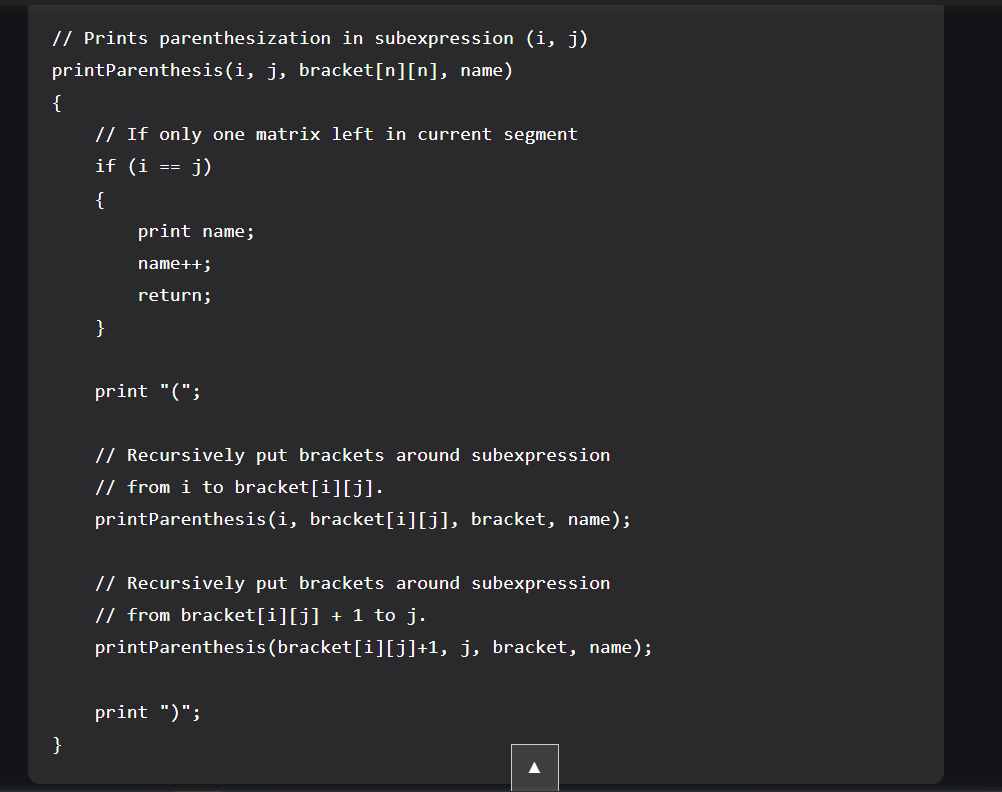 // Prints parenthesization in subexpression (i, j)
printParenthesis(i, j, bracket[n][n], name)
{
    // If only one matrix left in current segment
    if (i == j)
    {
        print name;
        name++;
        return;
    }

    print "(";

    // Recursively put brackets around subexpression
    // from i to bracket[i][j].
    printParenthesis(i, bracket[i][j], bracket, name);

    // Recursively put brackets around subexpression
    // from bracket[i][j] + 1 to j.
    printParenthesis(bracket[i][j]+1, j, bracket, name);

    print ")";
}